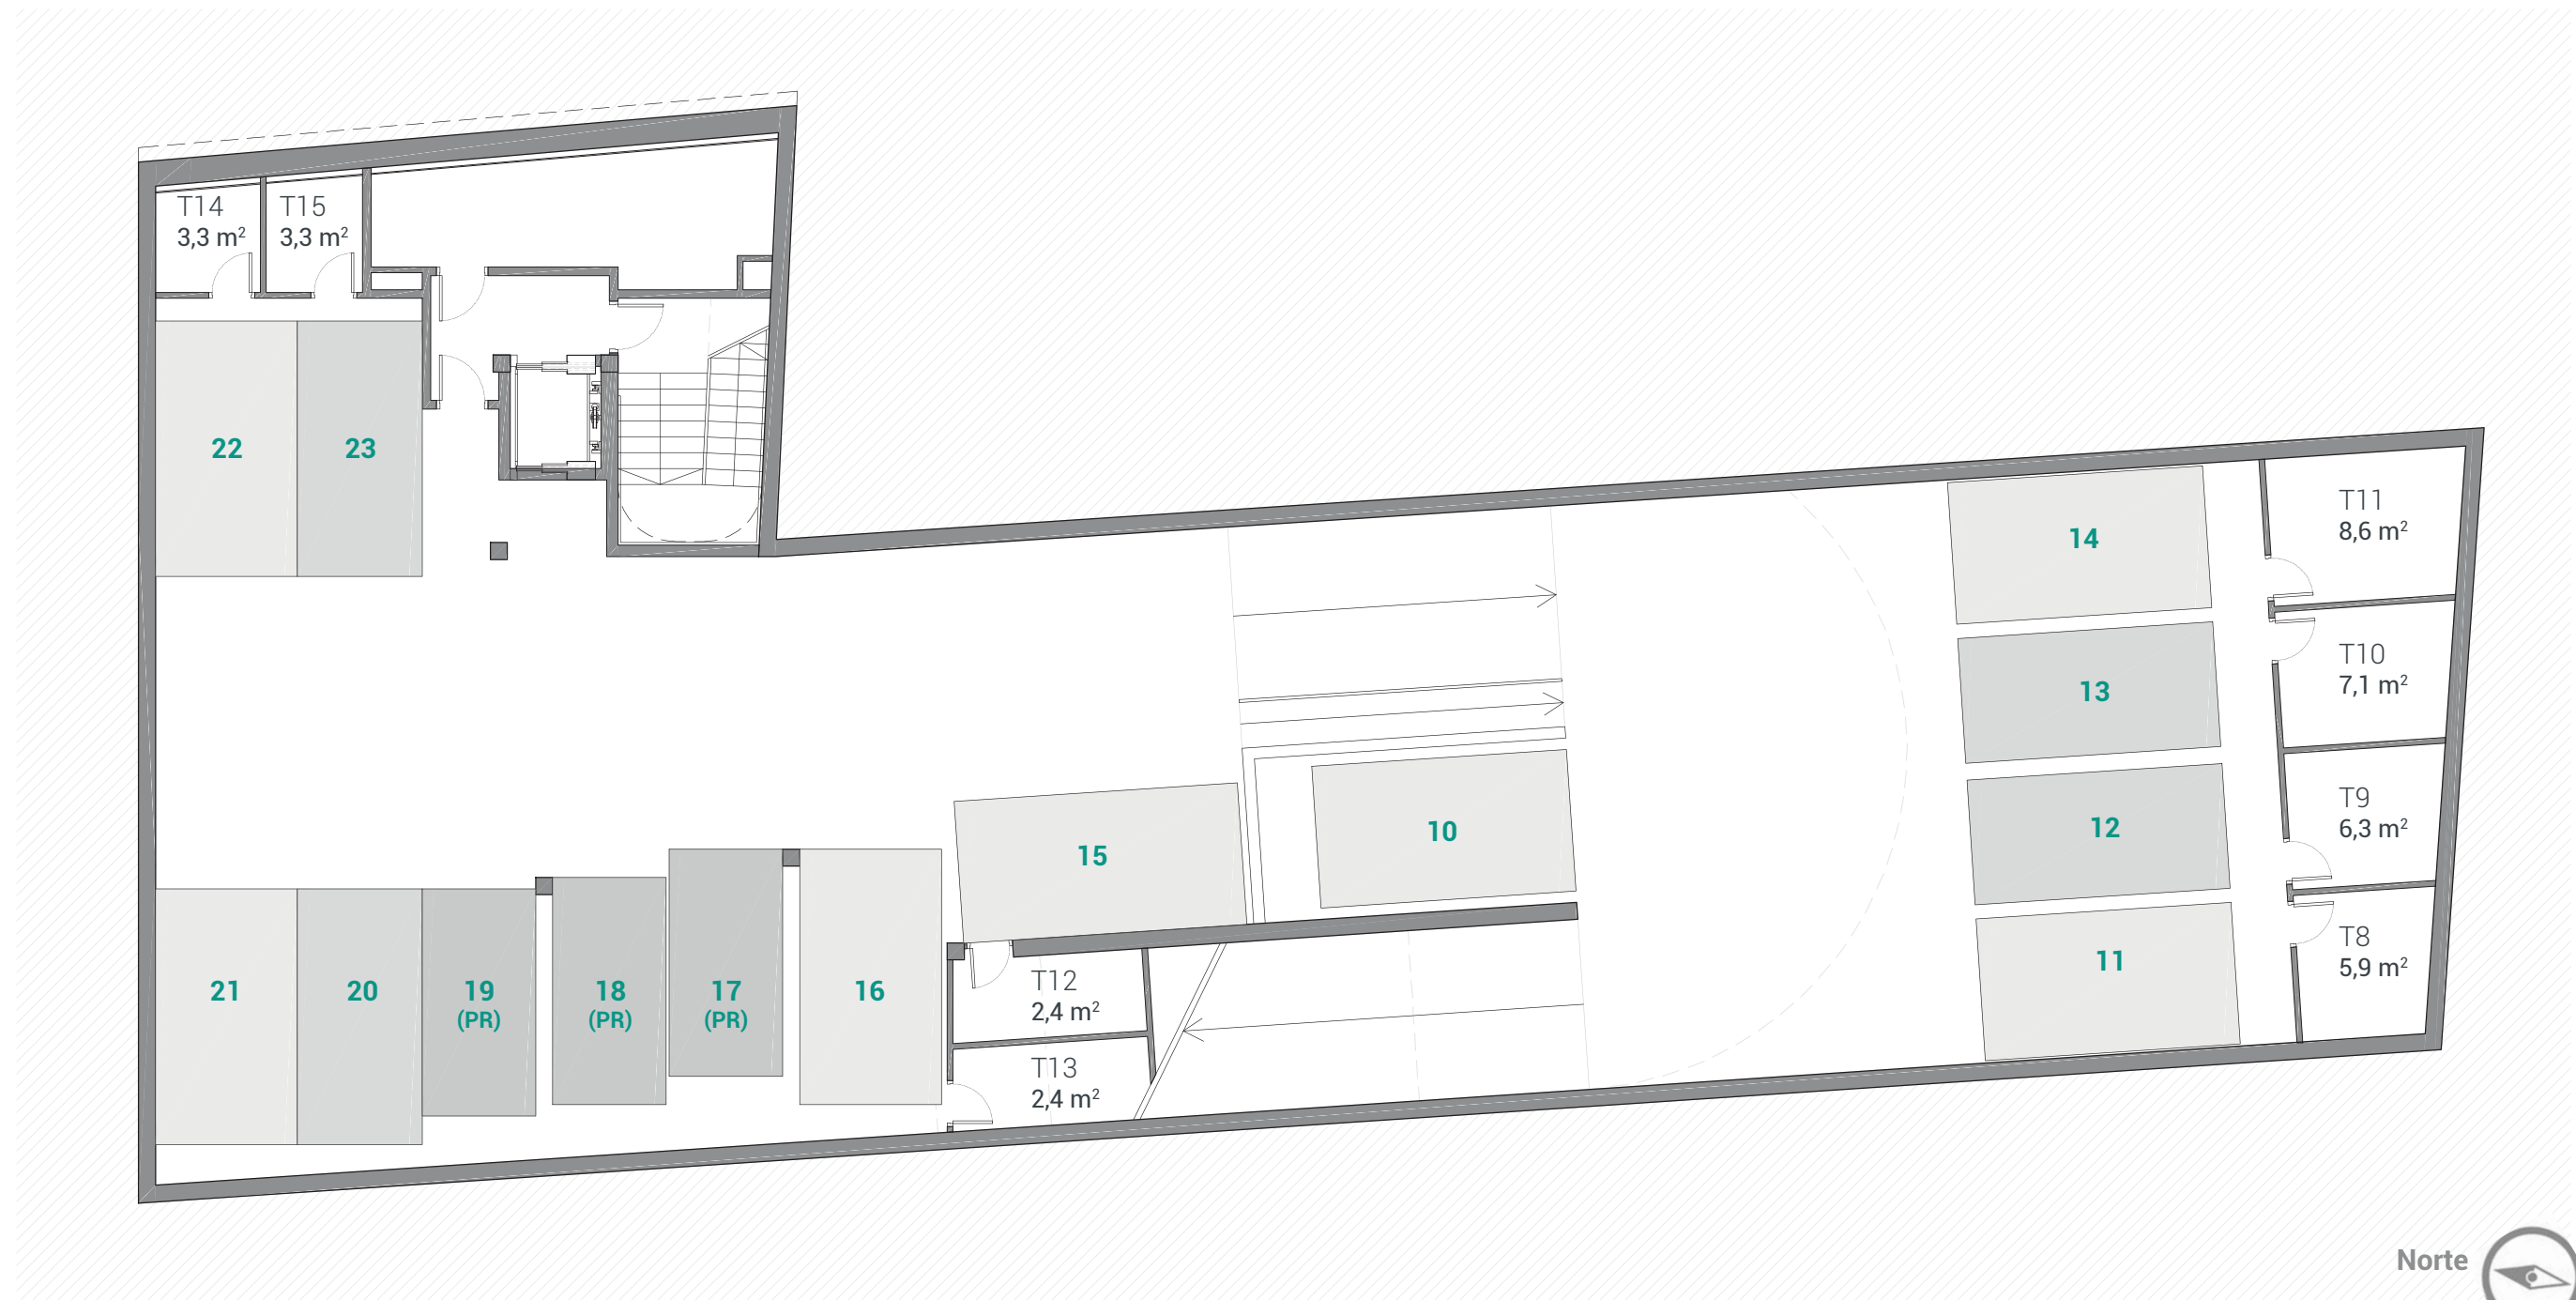 T14
3,3 m²
T15
3,3 m²
22
23
14
T11
8,6 m²
13
T10
7,1 m²
12
T9
6,3 m²
11
T8
5,9 m²
10
15
21
20
19
(PR)
18
(PR)
17
(PR)
16
T12
2,4 m²
T13
2,4 m²
Norte